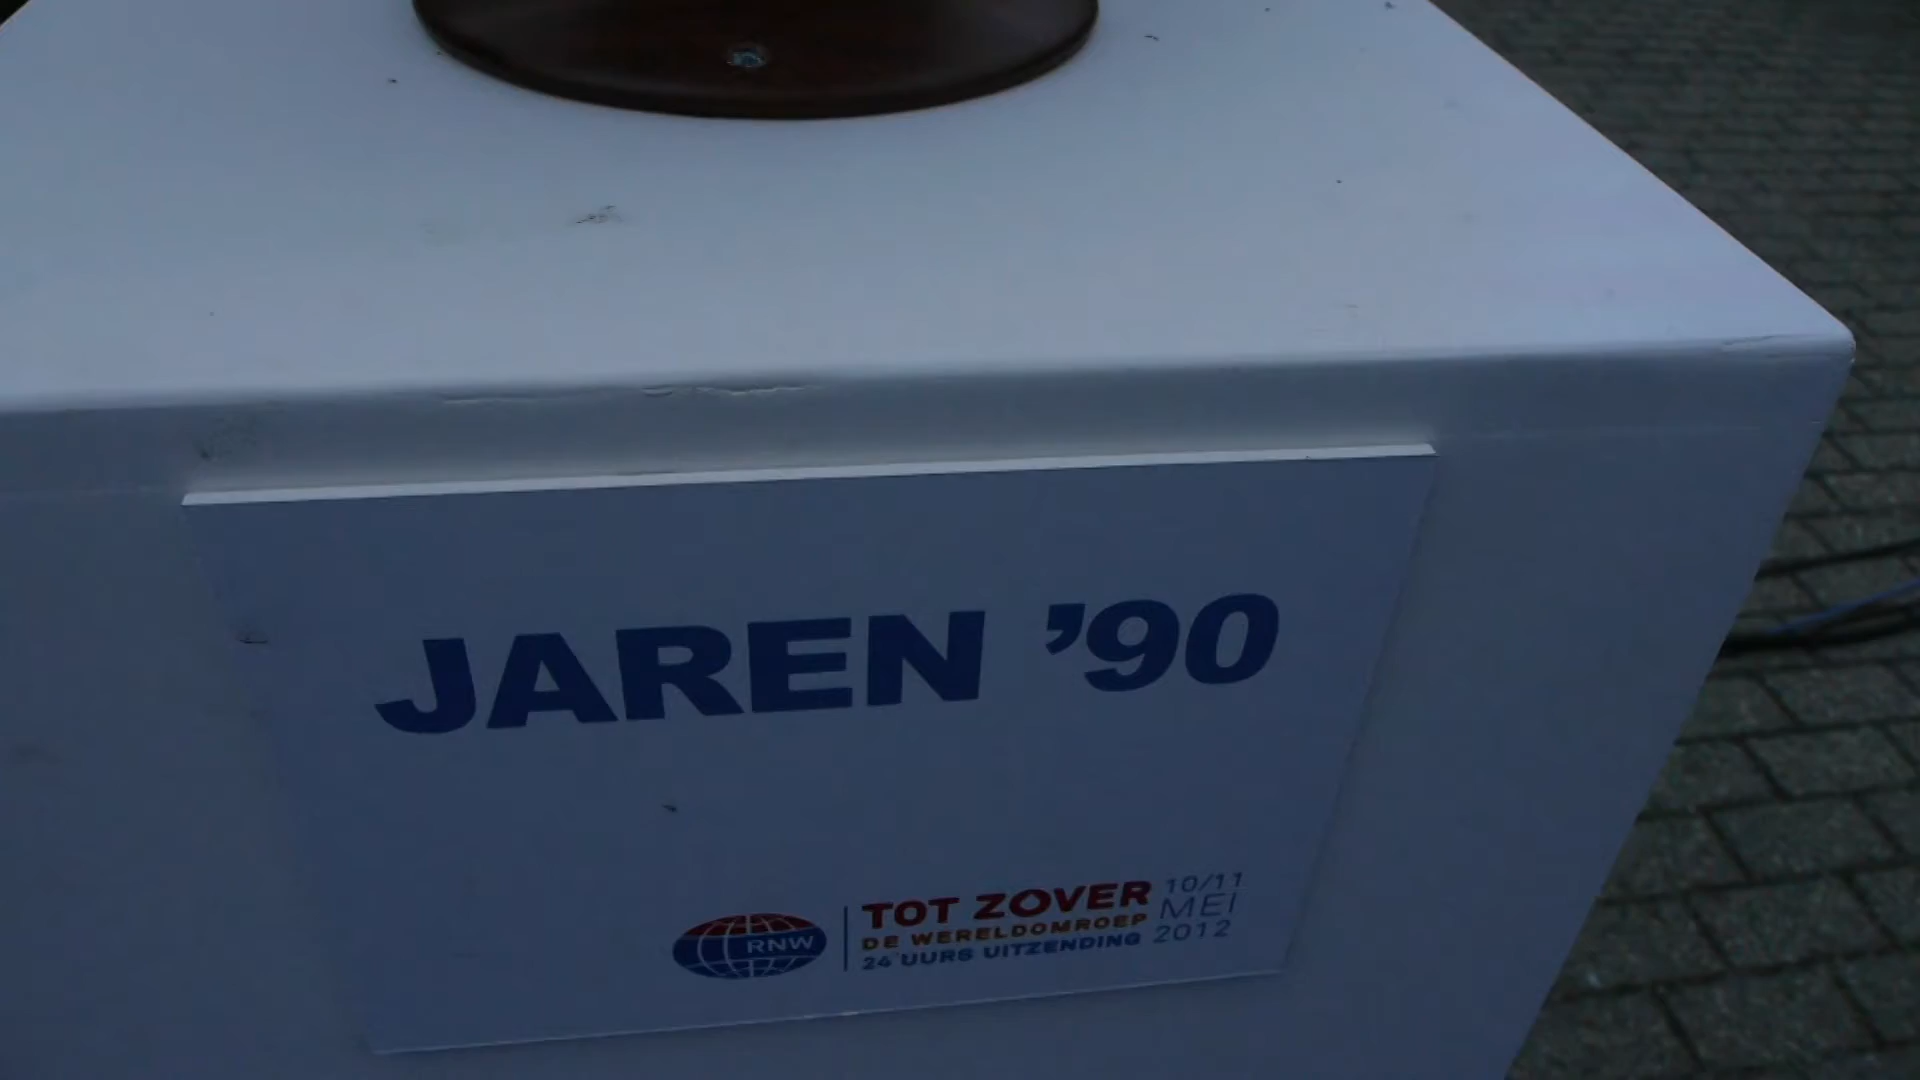 JAREN '90
RNW
TOT ZOVER
DE WERELDOMROEP
24 UURS UITZENDING
10/11
MEI
2012